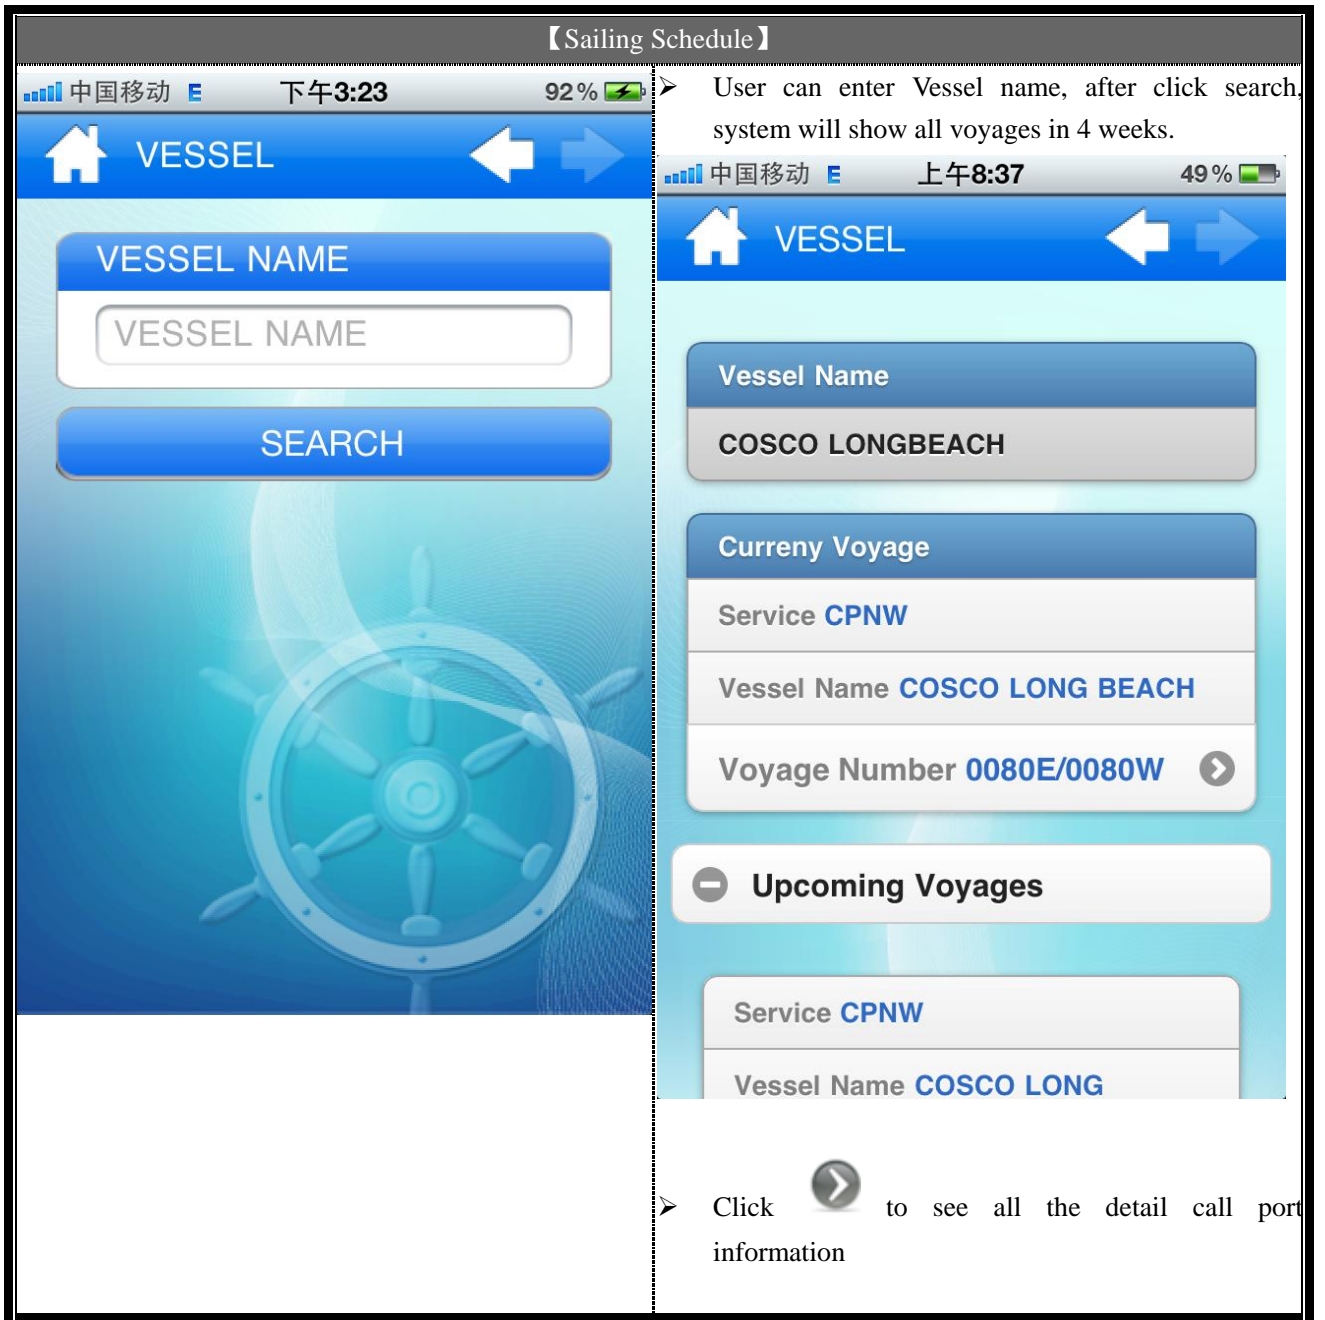 【Sailing Schedule】
中国移动 E 下午3:23 92%
VESSEL
VESSEL NAME
VESSEL NAME
SEARCH
➢ User can enter Vessel name, after click search,
system will show all voyages in 4 weeks.
中国移动 E 上午8:37 49%
VESSEL
Vessel Name
COSCO LONGBEACH
Curreny Voyage
Service CPNW
Vessel Name COSCO LONG BEACH
Voyage Number 0080E/0080W
Upcoming Voyages
Service CPNW
Vessel Name COSCO LONG
➢ Click to see all the detail call port
information